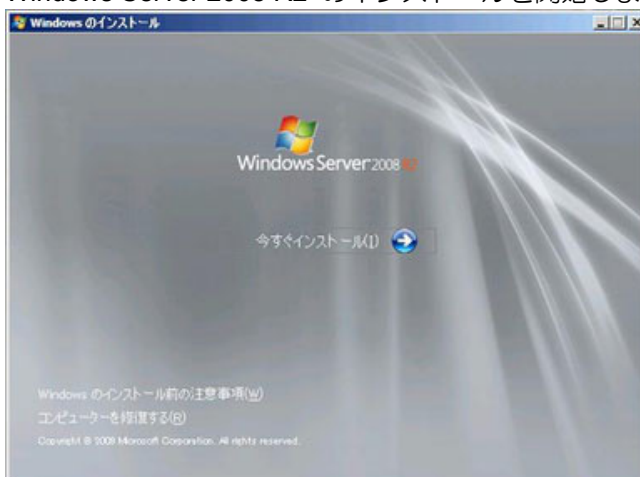 Windows Server 2008 R2 のインストールを開始しま
Windows のインストール
Windows Server 2008 R2
今すぐインストール(I)
Windows のインストール前の注意事項(W)
コンピューターを修復する(R)
Copyright © 2009 Microsoft Corporation. All rights reserved.